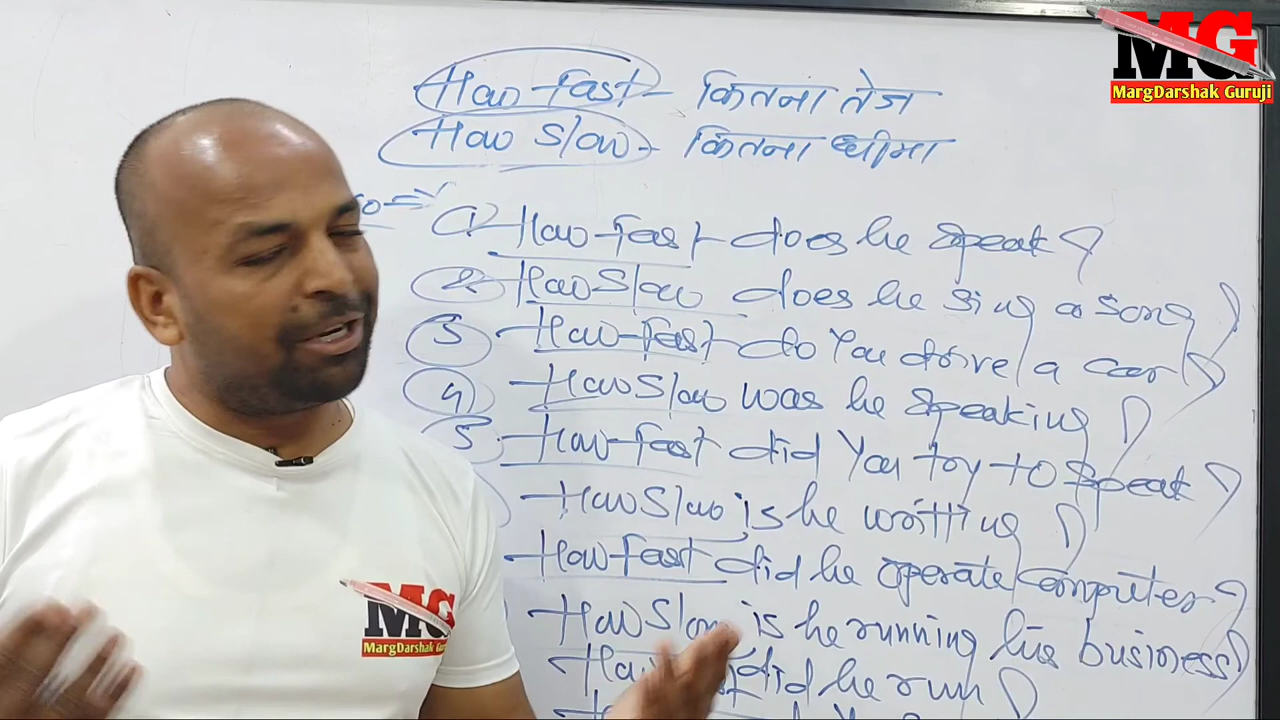 MG
MargDarshak Guruji
How Fast - कितना तेज
How Slow - कितना धीमा
1) How Fast does he speak?
2 How Slow does he sing a song?
3 How Fast do You drive a car?
4) How Slow was he speaking?
5 How Fast did You try to speak?
How Slow is he writting?
How Fast did he operate computer?
How Slow is he running his business?
did he run?
MG
MargDarshak Guruji